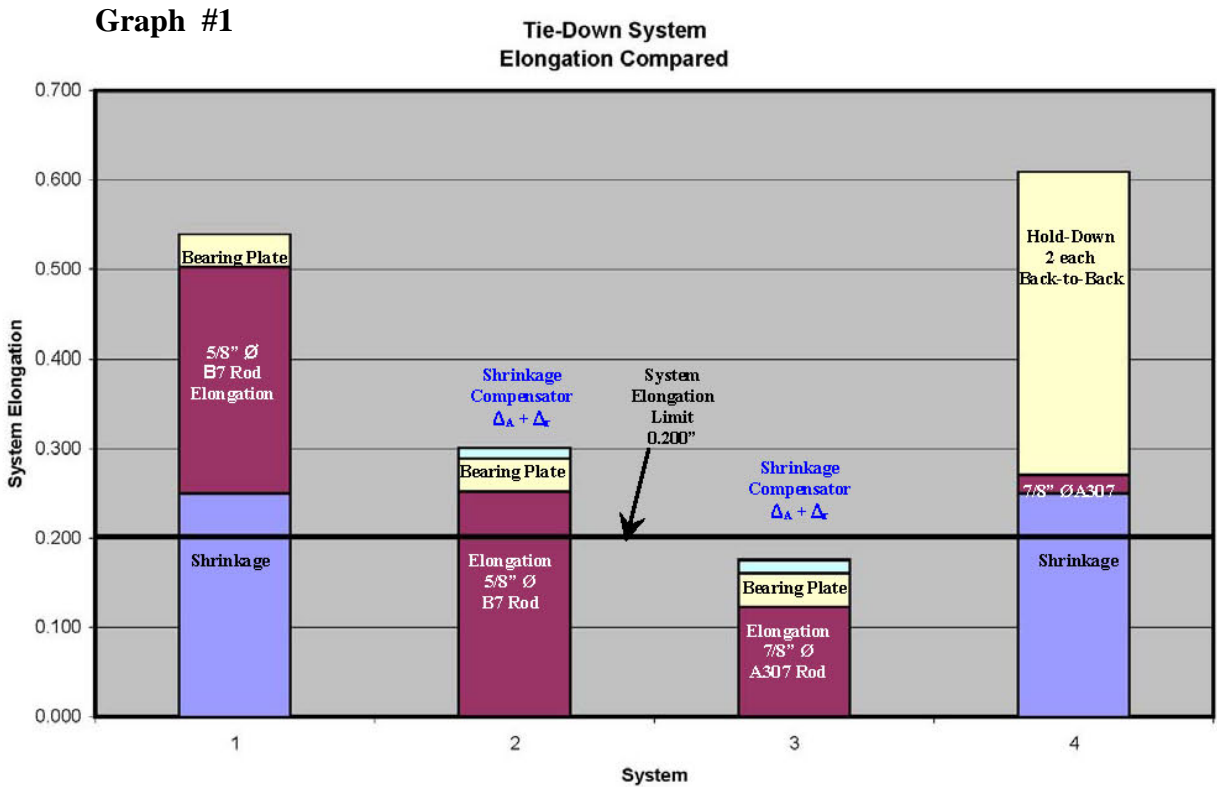 Graph #1
Tie-Down System
Elongation Compared
0.700
0.600
0.500
0.400
0.300
0.200
0.100
0.000
System Elongation
Bearing Plate
5/8” Ø
B7 Rod
Elongation
Shrinkage
Shrinkage
Compensator
ΔA + Δr
Bearing Plate
Elongation
5/8” Ø
B7 Rod
System
Elongation
Limit
0.200”
Shrinkage
Compensator
ΔA + Δr
Bearing Plate
Elongation
7/8” Ø
A307 Rod
Hold-Down
2 each
Back-to-Back
7/8” Ø A307
Shrinkage
1
2
3
4
System